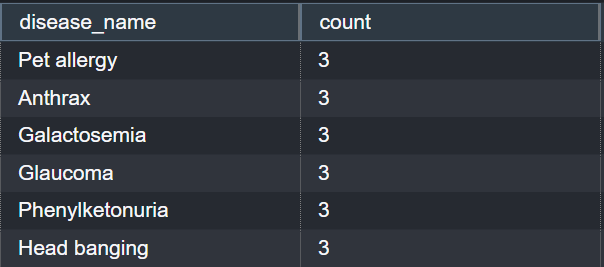 disease_name count
Pet allergy 3
Anthrax 3
Galactosemia 3
Glaucoma 3
Phenylketonuria 3
Head banging 3